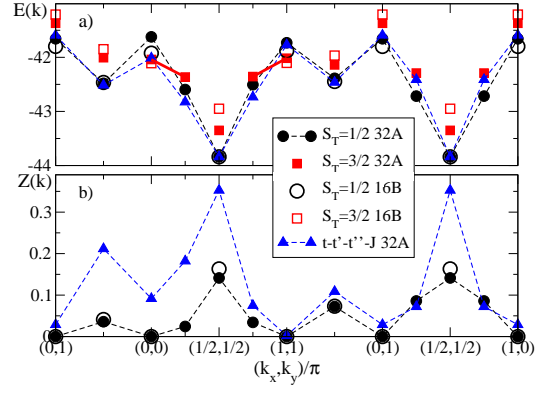 E(k)
a)
-42
-43
-44
S_T=1/2 32A
S_T=3/2 32A
S_T=1/2 16B
S_T=3/2 16B
t-t'-t''-J 32A
Z(k)
b)
0.3
0.2
0.1
0
(0,1) (0,0) (1/2,1/2) (1,1) (0,1) (1/2,1/2) (1,0)
(k_x,k_y)/π